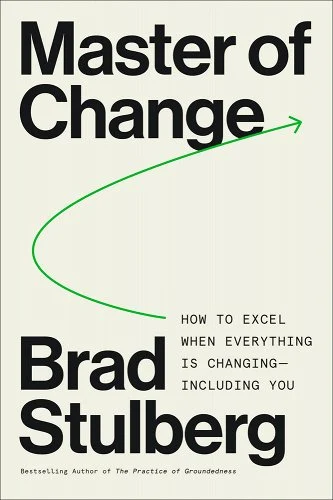 Master of
Change
HOW TO EXCEL
WHEN EVERYTHING
IS CHANGING—
INCLUDING YOU
Brad
Stulberg
Bestselling Author of The Practice of Groundedness